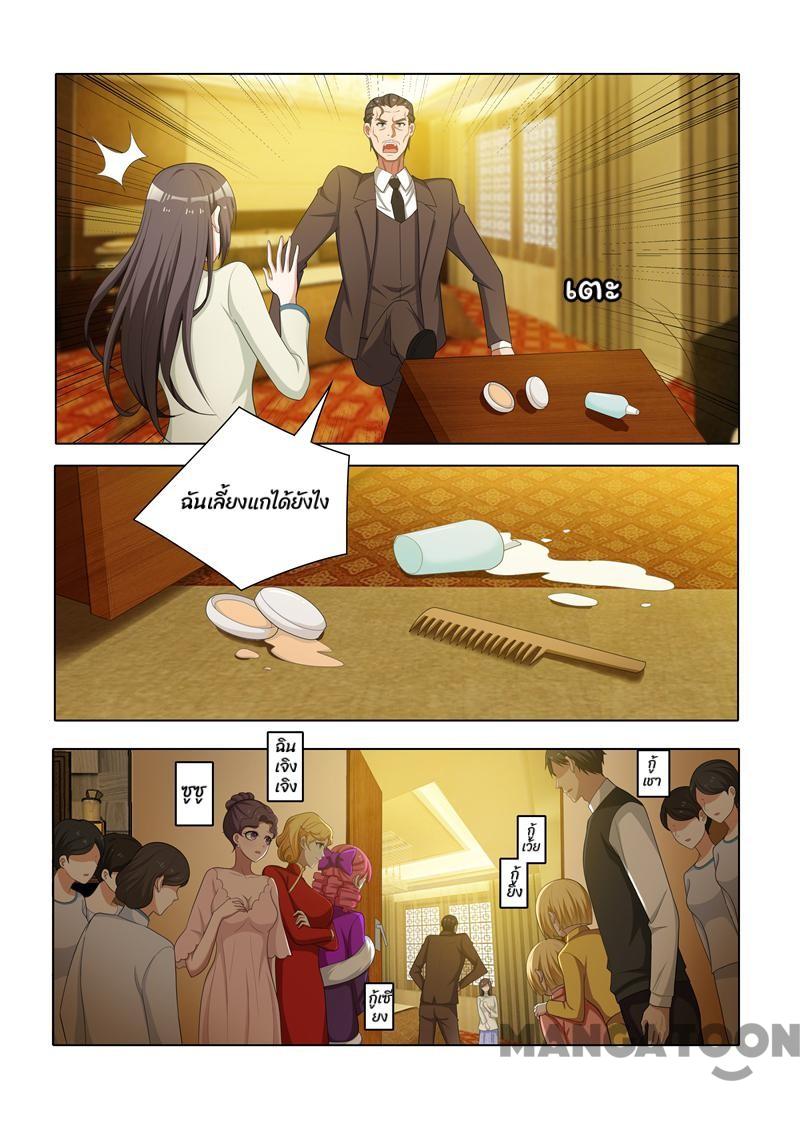 เตะ
ฉันเลี้ยงแกได้ยังไง
ซูซู
ฉิน
เจิง
เจิง
กู้เซี
ยง
กู้
เว่ย
กู้
ยิ่ง
กู้
เชา
MANGATOON